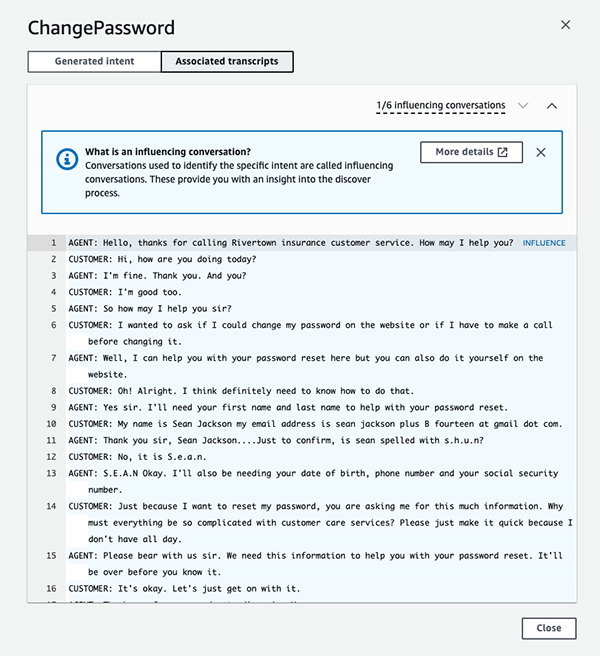 ChangePassword
Generated intent
Associated transcripts
1/6 influencing conversations
What is an influencing conversation?
Conversations used to identify the specific intent are called influencing
conversations. These provide you with an insight into the discover
process.
More details
1 AGENT: Hello, thanks for calling Rivertown insurance customer service. How may I help you? INFLUENCE
2 CUSTOMER: Hi, how are you doing today?
3 AGENT: I'm fine. Thank you. And you?
4 CUSTOMER: I'm good too.
5 AGENT: So how may I help you sir?
6 CUSTOMER: I wanted to ask if I could change my password on the website or if I have to make a call
before changing it.
7 AGENT: Well, I can help you with your password reset here but you can also do it yourself on the
website.
8 CUSTOMER: Oh! Alright. I think definitely need to know how to do that.
9 AGENT: Yes sir. I'll need your first name and last name to help with your password reset.
10 CUSTOMER: My name is Sean Jackson my email address is sean jackson plus B fourteen at gmail dot com.
11 AGENT: Thank you sir, Sean Jackson....Just to confirm, is sean spelled with s.h.u.n?
12 CUSTOMER: No, it is S.e.a.n.
13 AGENT: S.E.A.N Okay. I'll also be needing your date of birth, phone number and your social security
number.
14 CUSTOMER: Just because I want to reset my password, you are asking me for this much information. Why
must everything be so complicated with customer care services? Please just make it quick because I
don't have all day.
15 AGENT: Please bear with us sir. We need this information to help you with your password reset. It'll
be over before you know it.
16 CUSTOMER: It's okay. Let's just get on with it.
Close